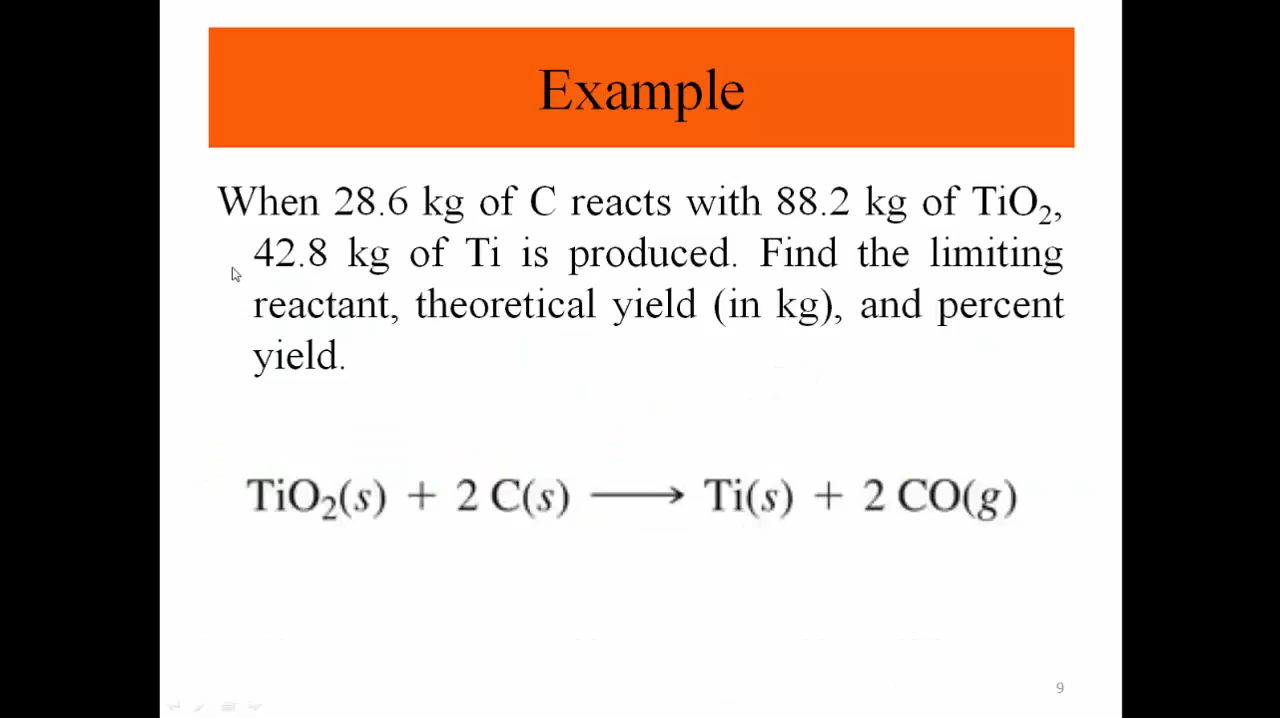 Example
When 28.6 kg of C reacts with 88.2 kg of TiO₂,
42.8 kg of Ti is produced. Find the limiting
reactant, theoretical yield (in kg), and percent
yield.
TiO₂(s) + 2 C(s) ⟶ Ti(s) + 2 CO(g)
9